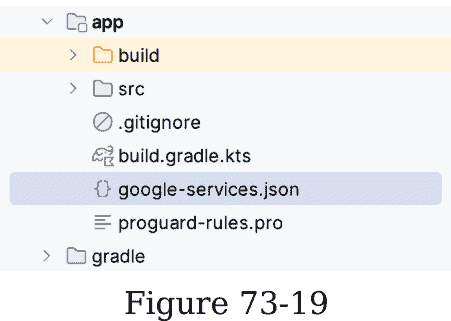 app
build
src
.gitignore
build.gradle.kts
google-services.json
proguard-rules.pro
gradle
Figure 73-19